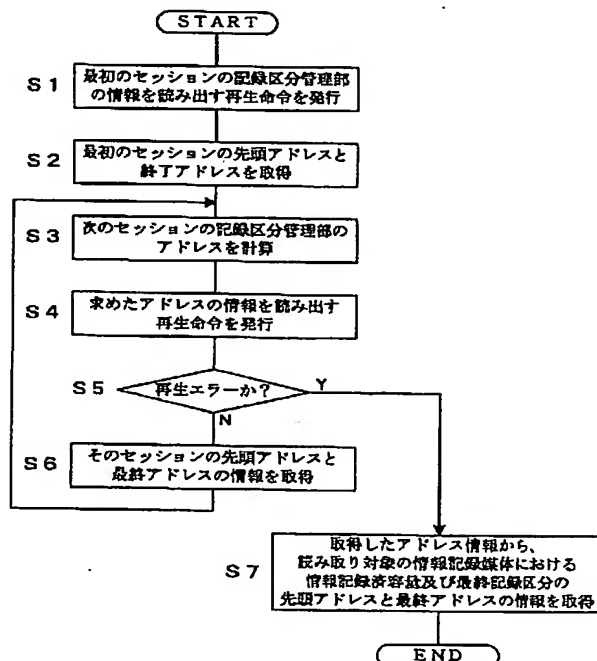 START
S1
最初のセッションの記録区分管理部
の情報を読み出す再生命令を発行
S2
最初のセッションの先頭アドレスと
終了アドレスを取得
S3
次のセッションの記録区分管理部の
アドレスを計算
S4
求めたアドレスの情報を読み出す
再生命令を発行
S5
再生エラーか？
Y
N
S6
そのセッションの先頭アドレスと
最終アドレスの情報を取得
S7
取得したアドレス情報から、
読み取り対象の情報記録媒体における
情報記録済容量及び最終記録区分の
先頭アドレスと最終アドレスの情報を取得
END